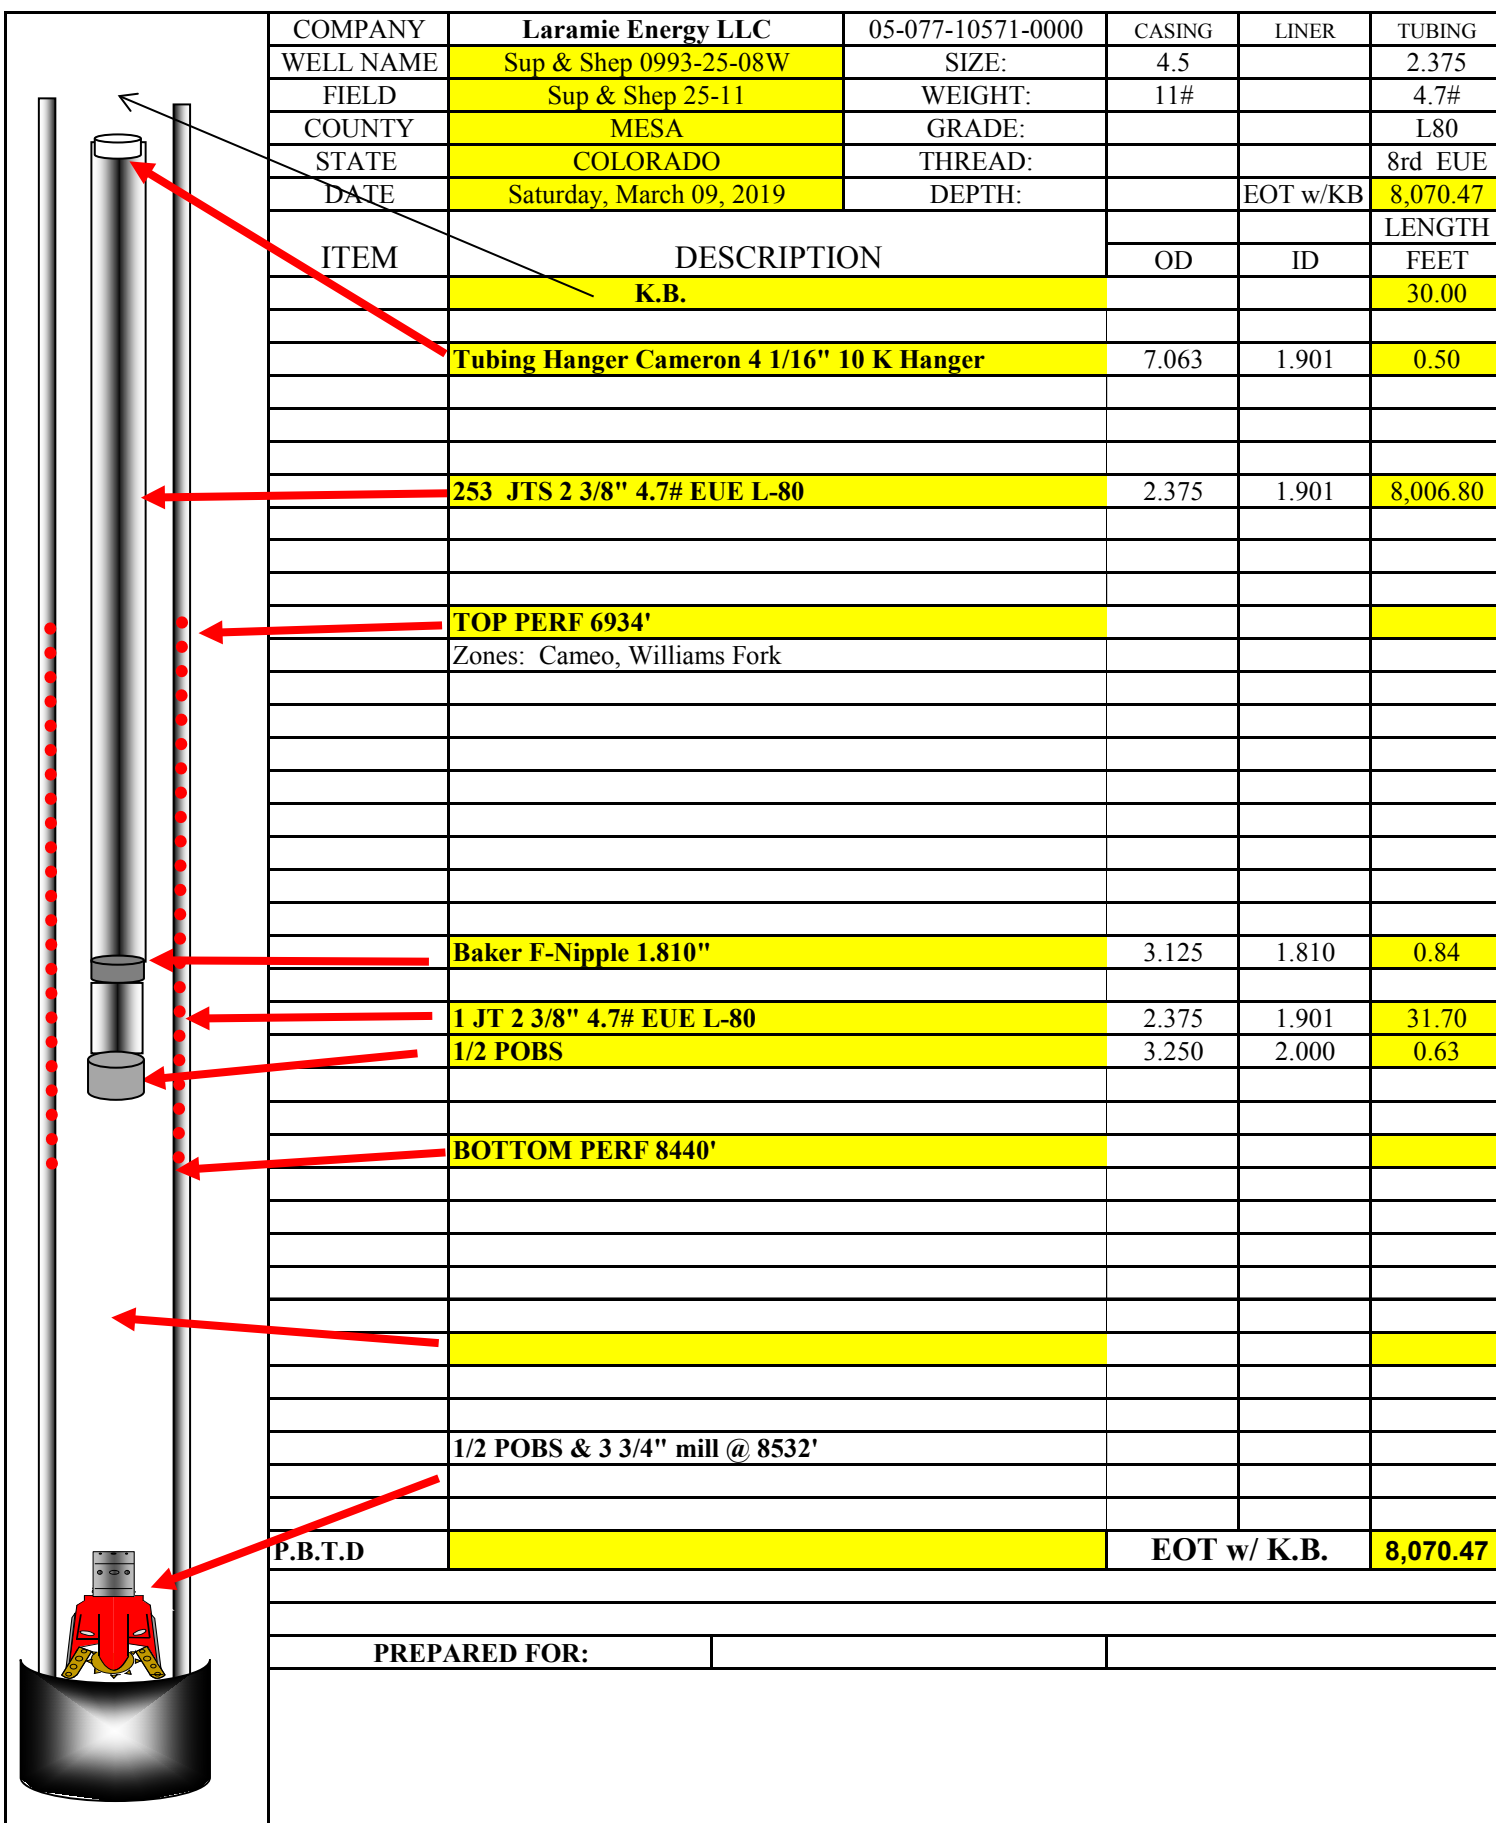 COMPANY Laramie Energy LLC 05-077-10571-0000 CASING LINER TUBING
WELL NAME Sup & Shep 0993-25-08W SIZE: 4.5 2.375
FIELD Sup & Shep 25-11 WEIGHT: 11# 4.7#
COUNTY MESA GRADE: L80
STATE COLORADO THREAD: 8rd EUE
DATE Saturday, March 09, 2019 DEPTH: EOT w/KB 8,070.47
LENGTH
ITEM DESCRIPTION OD ID FEET
K.B. 30.00
Tubing Hanger Cameron 4 1/16" 10 K Hanger 7.063 1.901 0.50
253 JTS 2 3/8" 4.7# EUE L-80 2.375 1.901 8,006.80
TOP PERF 6934'
Zones: Cameo, Williams Fork
Baker F-Nipple 1.810" 3.125 1.810 0.84
1 JT 2 3/8" 4.7# EUE L-80 2.375 1.901 31.70
1/2 POBS 3.250 2.000 0.63
BOTTOM PERF 8440'
1/2 POBS & 3 3/4" mill @ 8532'
P.B.T.D EOT w/ K.B. 8,070.47
PREPARED FOR: